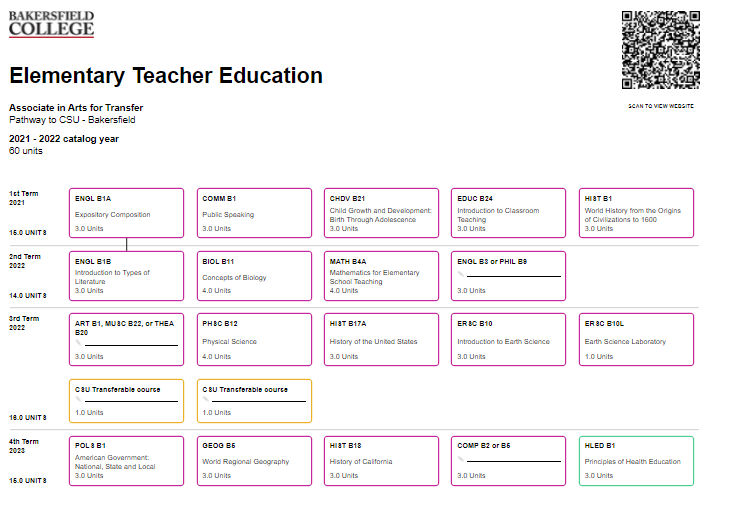 BAKERSFIELD
COLLEGE
SCAN TO VIEW WEBSITE
Elementary Teacher Education
Associate in Arts for Transfer
Pathway to CSU - Bakersfield
2021 - 2022 catalog year
60 units
1st Term
2021
15.0 UNITS
ENGL B1A
Expository Composition
3.0 Units
COMM B1
Public Speaking
3.0 Units
CHDV B21
Child Growth and Development:
Birth Through Adolescence
3.0 Units
EDUC B24
Introduction to Classroom
Teaching
3.0 Units
HIST B1
World History from the Origins
of Civilizations to 1600
3.0 Units
2nd Term
2022
14.0 UNITS
ENGL B1B
Introduction to Types of
Literature
3.0 Units
BIOL B11
Concepts of Biology
4.0 Units
MATH B4A
Mathematics for Elementary
School Teaching
4.0 Units
ENGL B3 or PHIL B9
3.0 Units
3rd Term
2022
16.0 UNITS
ART B1, MUSC B22, or THEA
B20
3.0 Units
PHSC B12
Physical Science
4.0 Units
HIST B17A
History of the United States
3.0 Units
ERSC B10
Introduction to Earth Science
3.0 Units
ERSC B10L
Earth Science Laboratory
1.0 Units
CSU Transferable course
1.0 Units
CSU Transferable course
1.0 Units
4th Term
2023
15.0 UNITS
POLS B1
American Government:
National, State and Local
3.0 Units
GEOG B5
World Regional Geography
3.0 Units
HIST B18
History of California
3.0 Units
COMP B2 or B5
3.0 Units
HLED B1
Principles of Health Education
3.0 Units